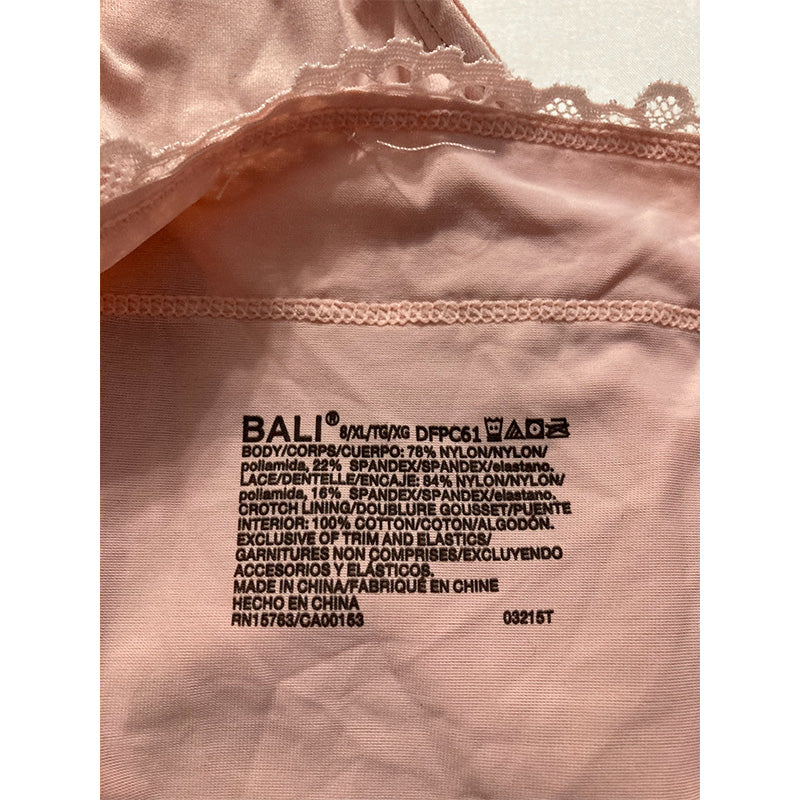 BALI® 8/XL/TG/XG DFPC61
BODY/CORPS/CUERPO: 78% NYLON/NYLON/
poliamida, 22% SPANDEX/SPANDEX/elastano.
LACE/DENTELLE/ENCAJE: 84% NYLON/NYLON/
poliamida, 16% SPANDEX/SPANDEX/elastano.
CROTCH LINING/DOUBLURE GOUSSET/PUENTE
INTERIOR: 100% COTTON/COTON/ALGODÓN.
EXCLUSIVE OF TRIM AND ELASTICS/
GARNITURES NON COMPRISES/EXCLUYENDO
ACCESORIOS Y ELÁSTICOS.
MADE IN CHINA/FABRIQUÉ EN CHINE
HECHO EN CHINA
RN15763/CA00153 03215T